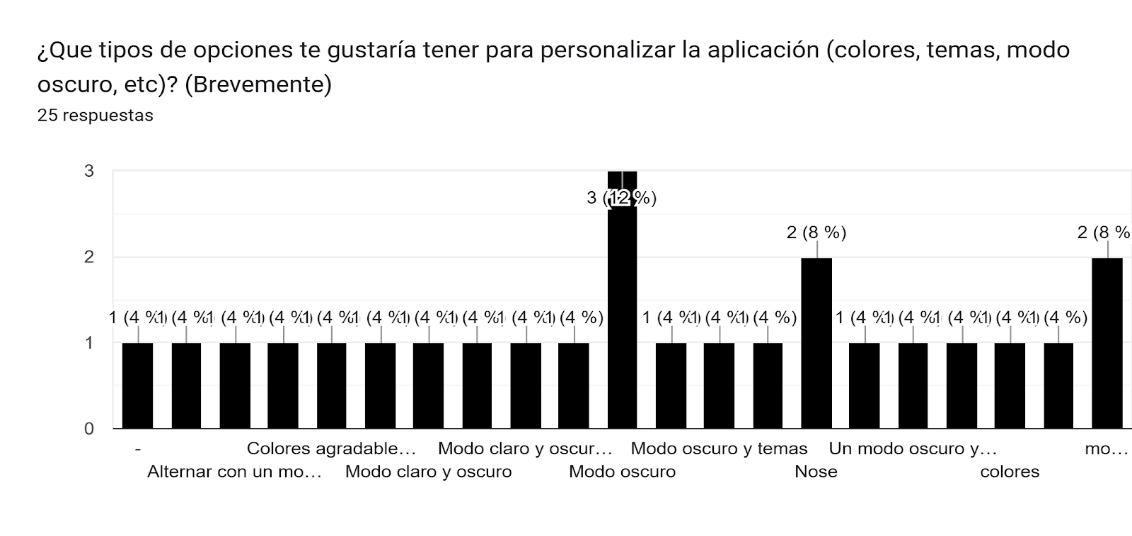 ¿Que tipos de opciones te gustaría tener para personalizar la aplicación (colores, temas, modo
oscuro, etc)? (Brevemente)
25 respuestas
3
3 (12 %)
2 (8 %)
2 (8 %
2
1 (4 %) 1 (4 %) 1 (4 %) 1 (4 %) 1 (4 %) 1 (4 %) 1 (4 %) 1 (4 %) 1 (4 %) 1 (4 %) 1 (4 %) 1 (4 %) 1 (4 %) 1 (4 %) 1 (4 %) 1 (4 %) 1 (4 %) 1 (4 %)
1
0
- Colores agradable… Modo claro y oscur… Modo oscuro y temas Un modo oscuro y… mo…
Alternar con un mo… Modo claro y oscuro Modo oscuro Nose colores